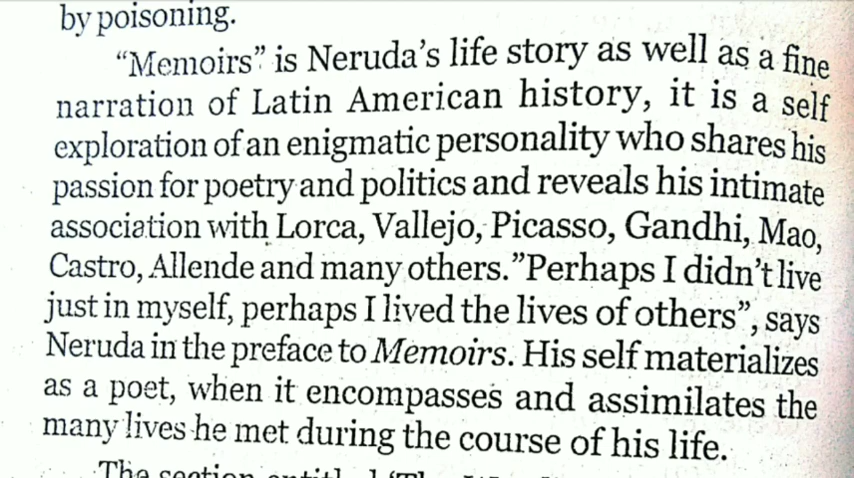 by poisoning.
“Memoirs” is Neruda’s life story as well as a fine
narration of Latin American history, it is a self
exploration of an enigmatic personality who shares his
passion for poetry and politics and reveals his intimate
association with Lorca, Vallejo, Picasso, Gandhi, Mao,
Castro, Allende and many others.”Perhaps I didn’t live
just in myself, perhaps I lived the lives of others”, says
Neruda in the preface to Memoirs. His self materializes
as a poet, when it encompasses and assimilates the
many lives he met during the course of his life.
The section entitled ‘The